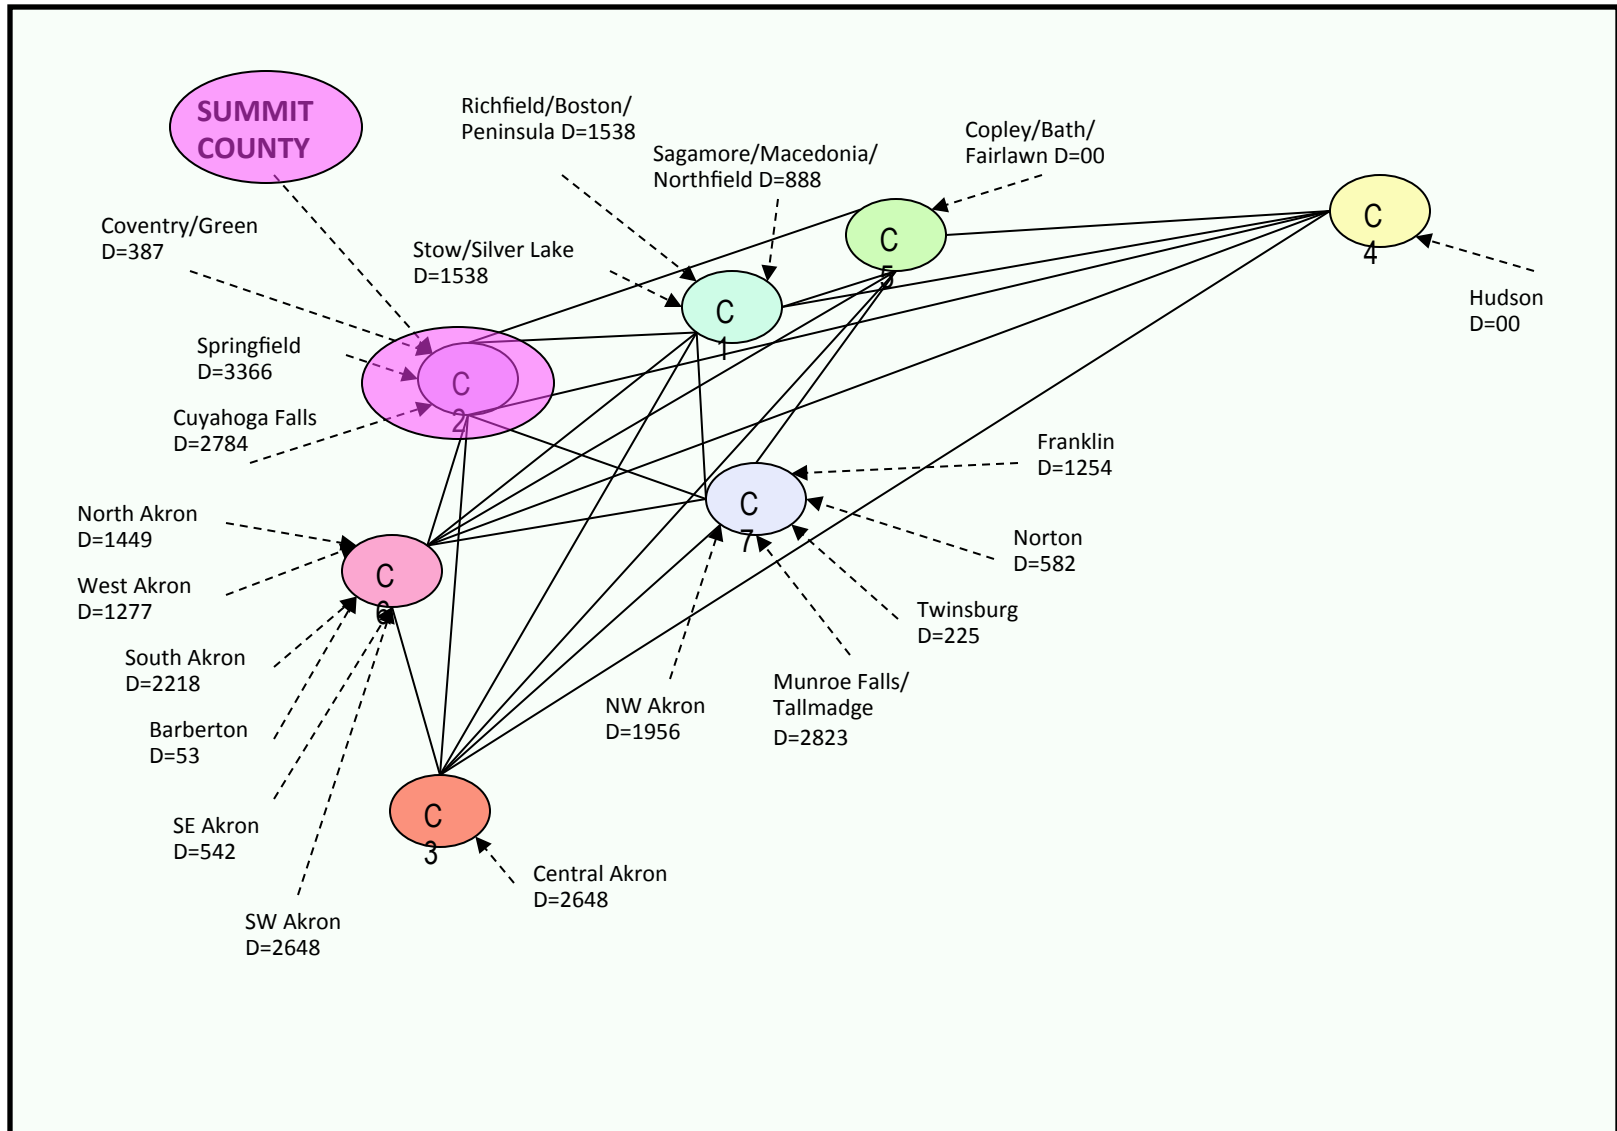 SUMMIT
COUNTY
Richfield/Boston/
Peninsula D=1538
Sagamore/Macedonia/
Northfield D=888
Copley/Bath/
Fairlawn D=00
Coventry/Green
D=387
Stow/Silver Lake
D=1538
C
5
C
4
Hudson
D=00
C
1
Springfield
D=3366
C
2
Cuyahoga Falls
D=2784
Franklin
D=1254
C
7
North Akron
D=1449
Norton
D=582
West Akron
D=1277
C
6
Twinsburg
D=225
South Akron
D=2218
Munroe Falls/
Tallmadge
D=2823
NW Akron
D=1956
Barberton
D=53
C
3
SE Akron
D=542
Central Akron
D=2648
SW Akron
D=2648